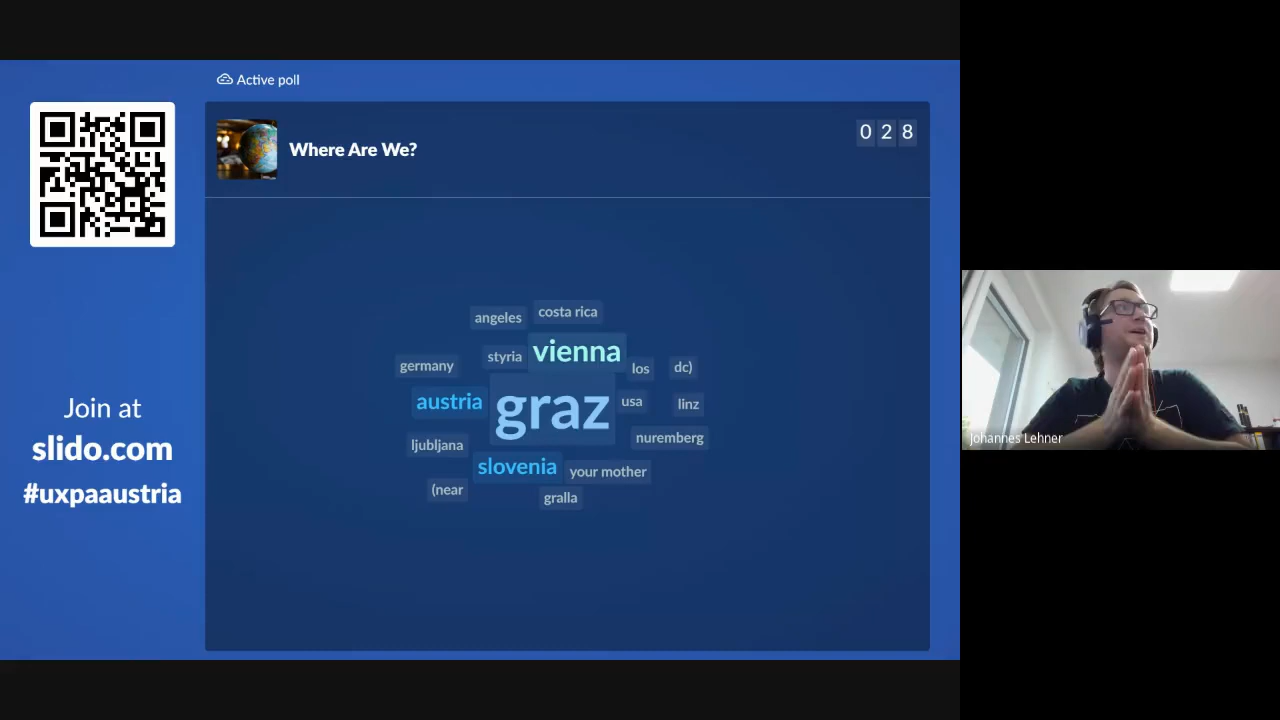 Active poll
Where Are We?
0 2 8
Join at
slido.com
#uxpaaustria
angeles
costa rica
styria
vienna
germany
los
dc)
austria
graz
usa
linz
ljubljana
nuremberg
slovenia
your mother
(near
gralla
Johannes Lehner